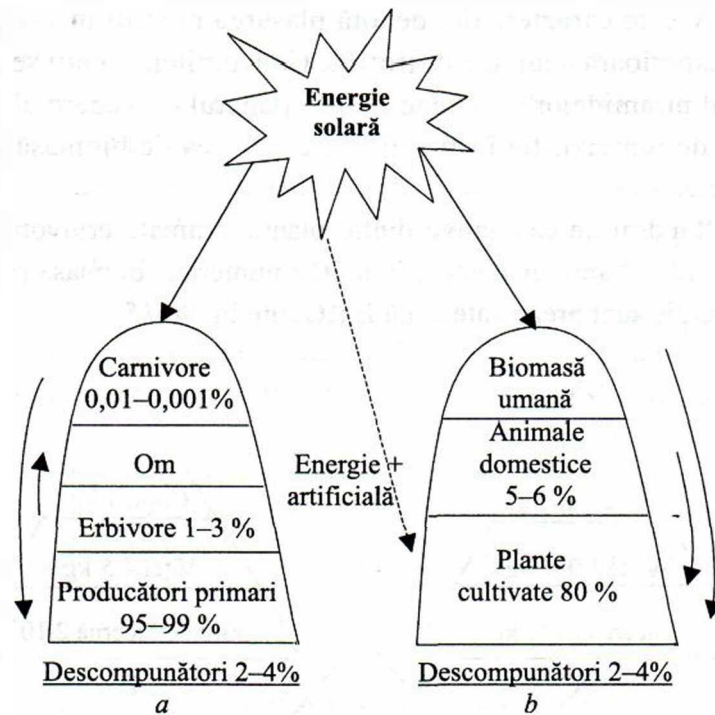 Energie
solară
Carnivore
0,01–0,001%
Om
Erbivore 1–3 %
Producători primari
95–99 %
Descompunători 2–4%
a
Energie +
artificială
Biomasă
umană
Animale
domestice
5–6 %
Plante
cultivate 80 %
Descompunători 2–4%
b